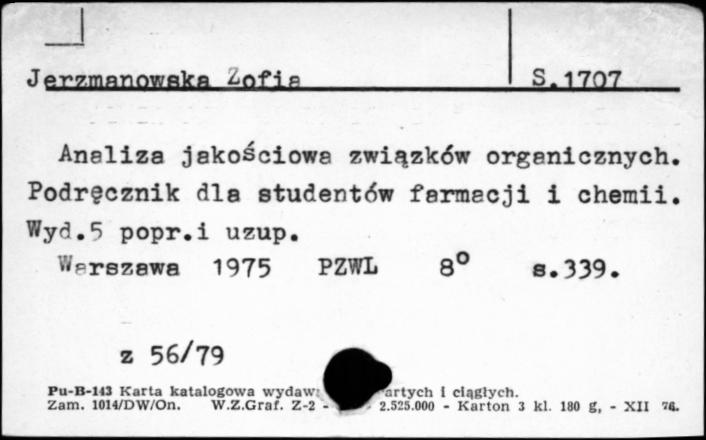 Jerzmanowska Zofia S.1707
Analiza jakościowa związków organicznych.
Podręcznik dla studentów farmacji i chemii.
Wyd.5 popr.i uzup.
Warszawa 1975 PZWL 8° s.339.
z 56/79
Pu-B-143 Karta katalogowa wydaw artych i ciągłych.
Zam. 1014/DW/On. W.Z.Graf. Z-2 - 2.525.000 - Karton 3 kl. 180 g, - XII 76.